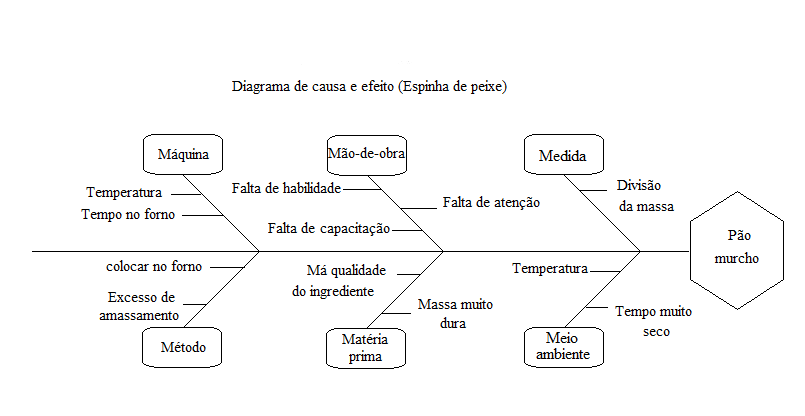 Diagrama de causa e efeito (Espinha de peixe)
Máquina
Mão-de-obra
Medida
Temperatura
Tempo no forno
Falta de habilidade
Falta de atenção
Falta de capacitação
Divisão
da massa
Pão
murcho
colocar no forno
Excesso de
amassamento
Má qualidade
do ingrediente
Massa muito
dura
Temperatura
Tempo muito
seco
Método
Matéria
prima
Meio
ambiente